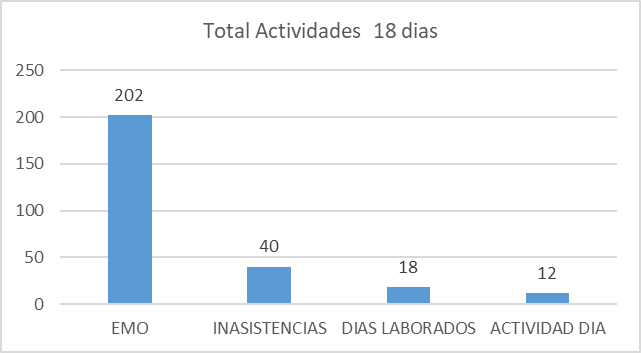 Total Actividades  18 dias
250
200
150
100
50
0
202
40
18
12
EMO
INASISTENCIAS
DIAS LABORADOS
ACTIVIDAD DIA